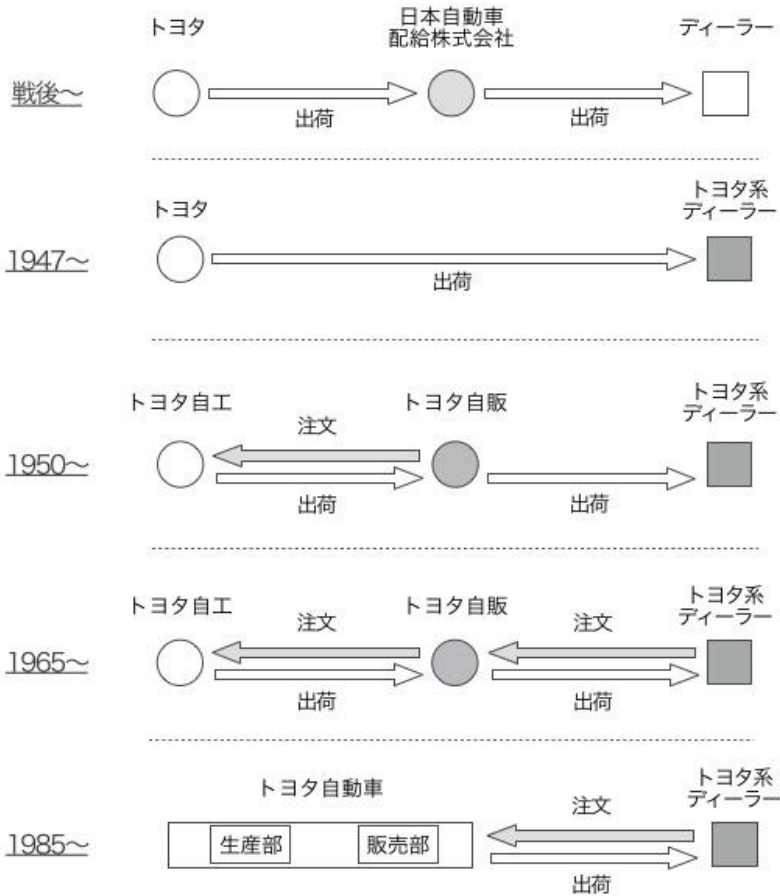 トヨタ
日本自動車
配給株式会社
ディーラー
戦後～
出荷
出荷
トヨタ
トヨタ系
ディーラー
1947～
出荷
トヨタ自工
トヨタ自販
トヨタ系
ディーラー
注文
1950～
出荷
出荷
トヨタ自工
トヨタ自販
トヨタ系
ディーラー
注文
注文
1965～
出荷
出荷
トヨタ自動車
トヨタ系
ディーラー
注文
1985～
生産部
販売部
出荷